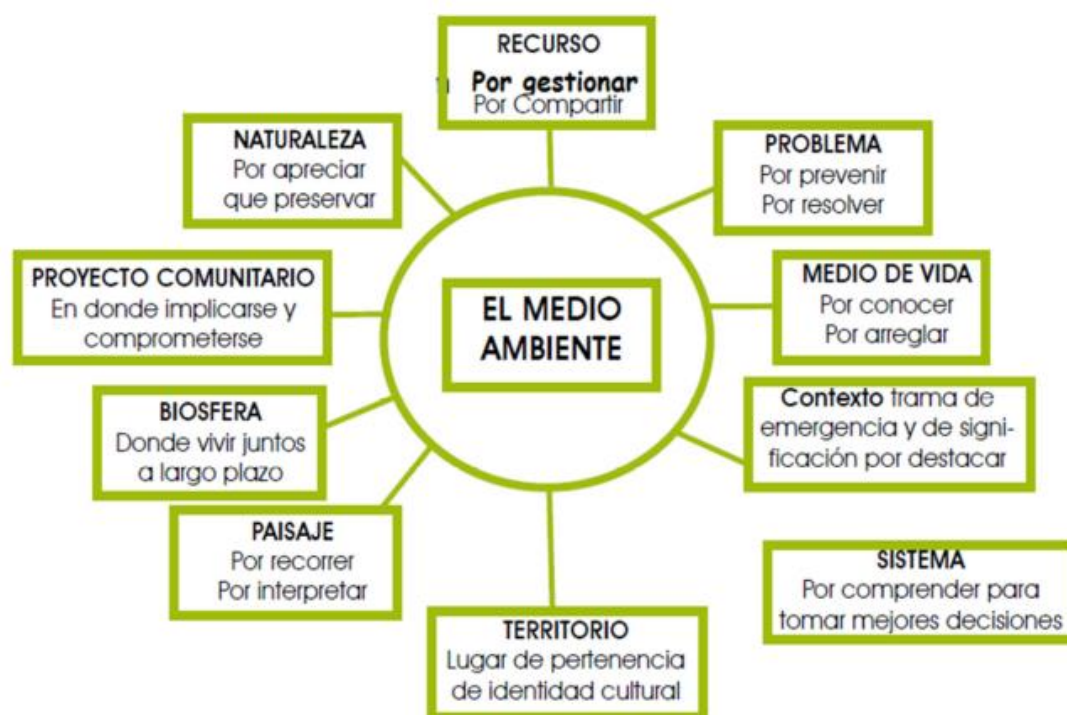 RECURSO
Por gestionar
Por Compartir
NATURALEZA
Por apreciar
que preservar
PROBLEMA
Por prevenir
Por resolver
PROYECTO COMUNITARIO
En donde implicarse y
comprometerse
EL MEDIO
AMBIENTE
MEDIO DE VIDA
Por conocer
Por arreglar
BIOSFERA
Donde vivir juntos
a largo plazo
Contexto trama de
emergencia y de signi-
ficación por destacar
PAISAJE
Por recorrer
Por interpretar
SISTEMA
Por comprender para
tomar mejores decisiones
TERRITORIO
Lugar de pertenencia
de identidad cultural